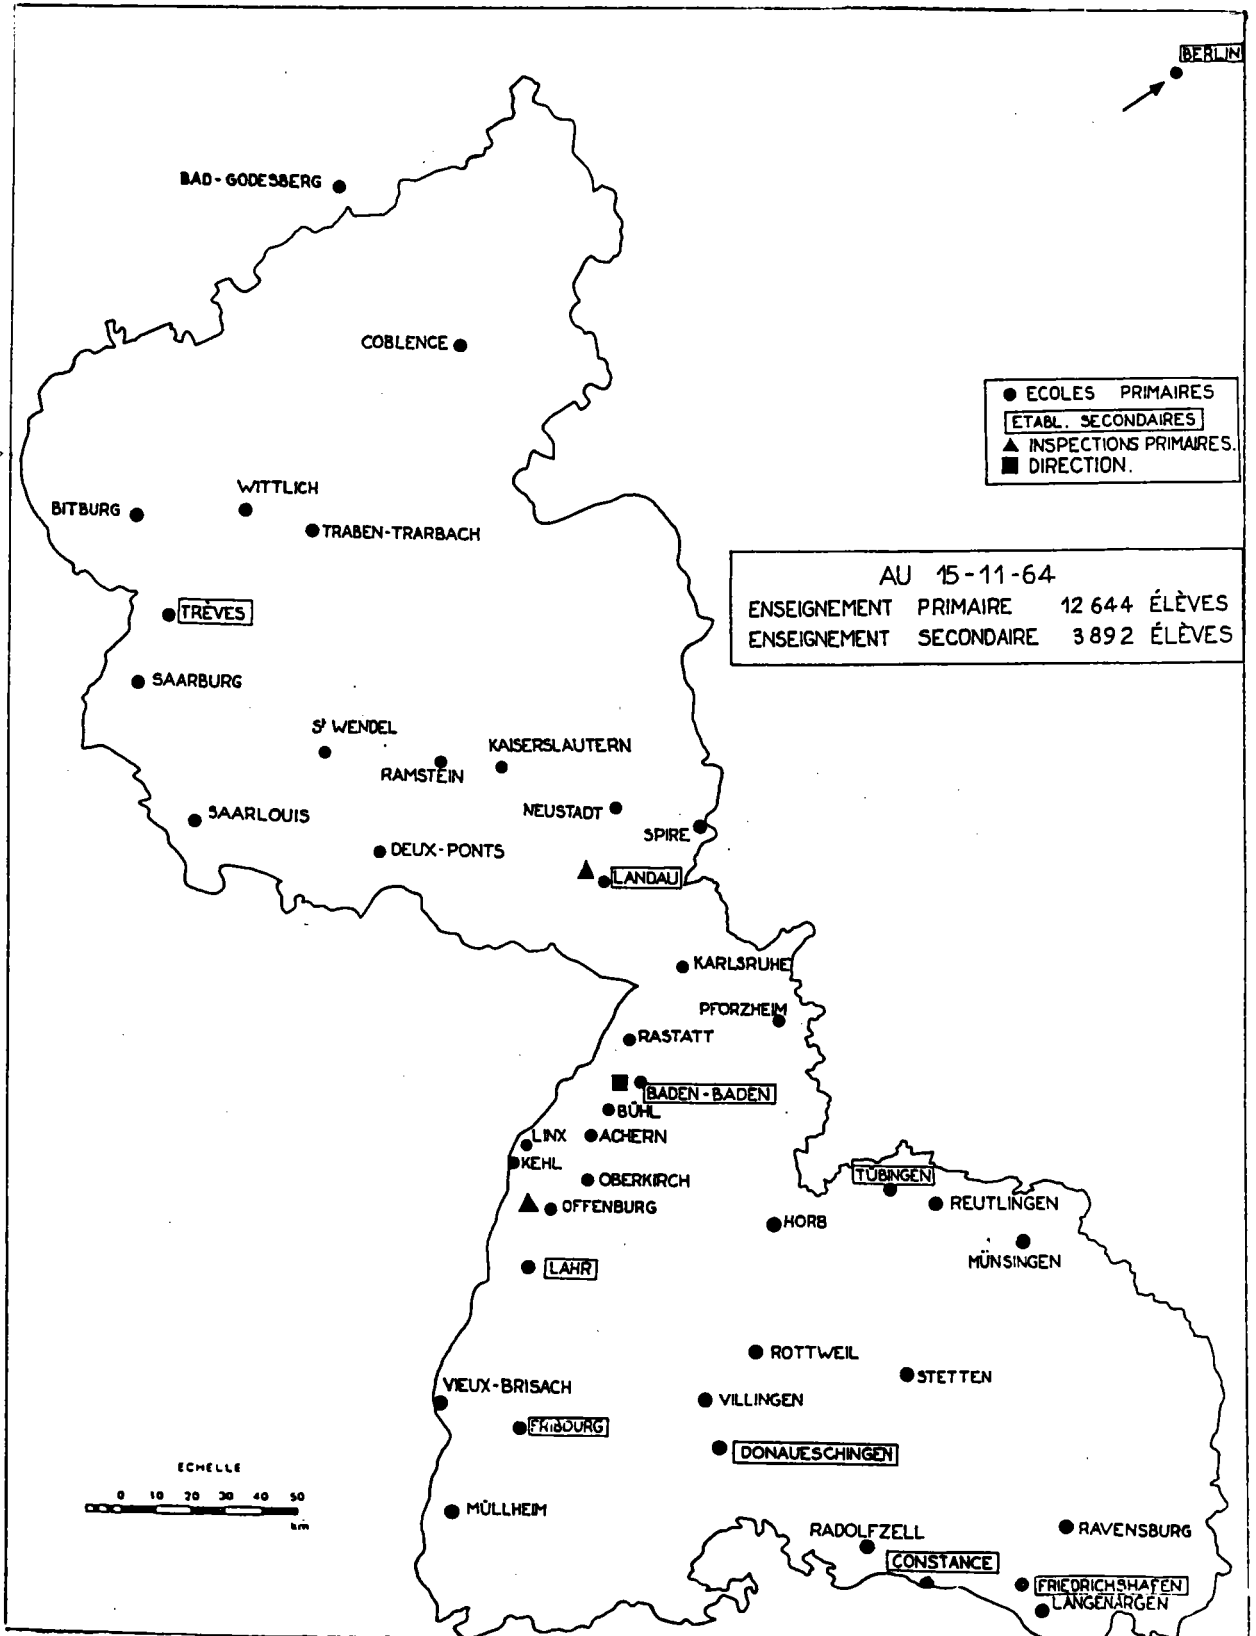 BERLIN
BAD-GODESBERG
COBLENCE
● ECOLES PRIMAIRES
ETABL. SECONDAIRES
▲ INSPECTIONS PRIMAIRES.
■ DIRECTION.
WITTLICH
BITBURG
TRABEN-TRARBACH
AU 15-11-64
ENSEIGNEMENT PRIMAIRE 12 644 ÉLÈVES
ENSEIGNEMENT SECONDAIRE 3892 ÉLÈVES
TRÈVES
SAARBURG
St WENDEL
KAISERSLAUTERN
RAMSTEIN
NEUSTADT
SAARLOUIS
SPIRE
DEUX-PONTS
LANDAU
KARLSRUHE
PFORZHEIM
RASTATT
BADEN-BADEN
BÜHL
LINX
ACHERN
KEHL
OBERKIRCH
TÜBINGEN
OFFENBURG
REUTLINGEN
HORB
MÜNSINGEN
LAHR
ROTTWEIL
STETTEN
VIEUX-BRISACH
VILLINGEN
FRIBOURG
DONAUESCHINGEN
ECHELLE
0 10 20 30 40 50
km
MÜLLHEIM
RADOLFZELL
RAVENSBURG
CONSTANCE
FRIEDRICHSHAFEN
LANGENARGEN